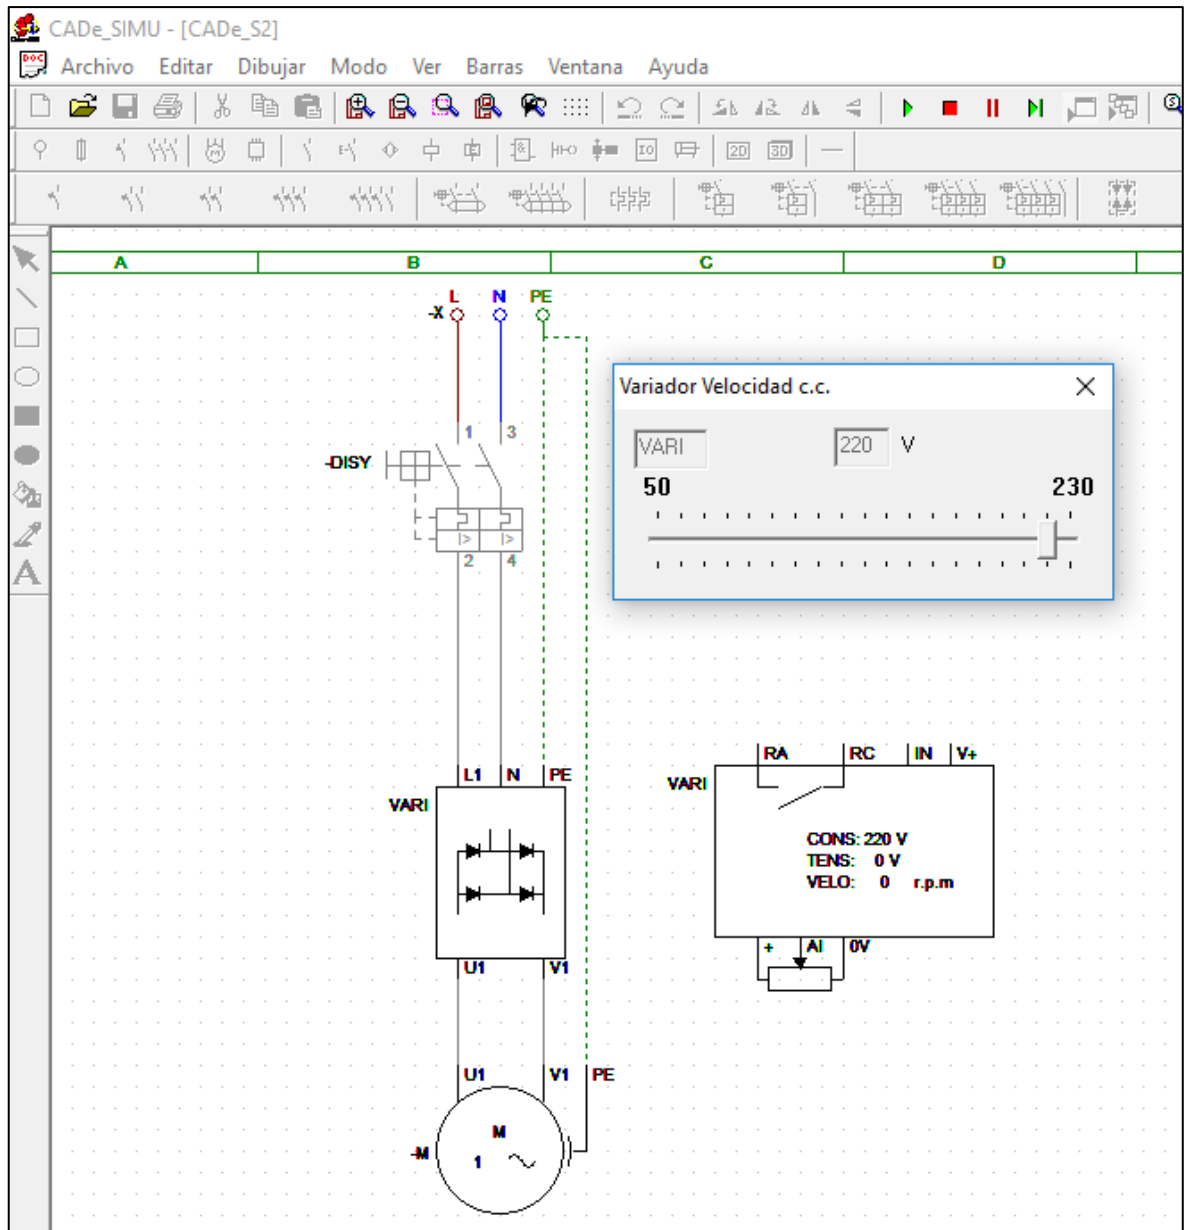 CADe_SIMU - [CADe_S2]
DOC
Archivo Editar Dibujar Modo Ver Barras Ventana Ayuda
2D 3D
A B C D
L N PE
-X
1 3
-DISY
I> I>
2 4
Variador Velocidad c.c.
VARI 220 V
50 230
L1 N PE
VARI
U1 V1
U1 V1 PE
M
-M
1
RA RC IN V+
VARI
CONS: 220 V
TENS: 0 V
VELO: 0 r.p.m
+ AI 0V